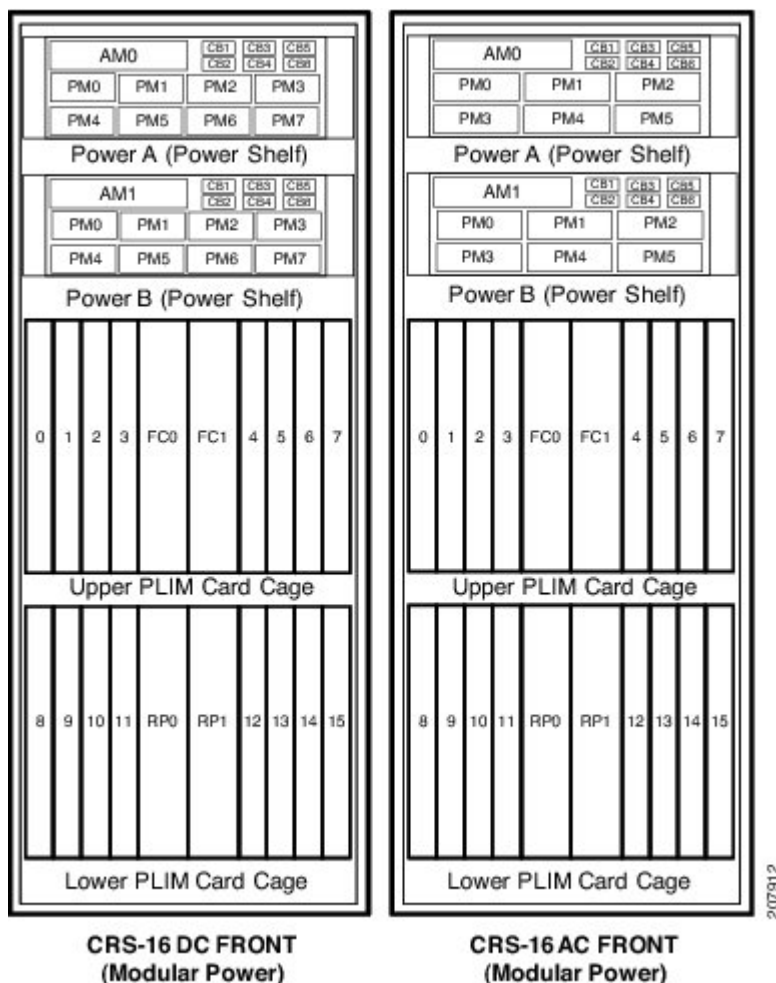 AM0
CB1 CB3 CB5
CB2 CB4 CB6
PM0 PM1 PM2 PM3
PM4 PM5 PM6 PM7
Power A (Power Shelf)
AM1
CB1 CB3 CB5
CB2 CB4 CB6
PM0 PM1 PM2 PM3
PM4 PM5 PM6 PM7
Power B (Power Shelf)
0 1 2 3 FC0 FC1 4 5 6 7
Upper PLIM Card Cage
8 9 10 11 RP0 RP1 12 13 14 15
Lower PLIM Card Cage
CRS-16 DC FRONT
(Modular Power)
AM0
CB1 CB3 CB5
CB2 CB4 CB6
PM0 PM1 PM2
PM3 PM4 PM5
Power A (Power Shelf)
AM1
CB1 CB3 CB5
CB2 CB4 CB6
PM0 PM1 PM2
PM3 PM4 PM5
Power B (Power Shelf)
0 1 2 3 FC0 FC1 4 5 6 7
Upper PLIM Card Cage
8 9 10 11 RP0 RP1 12 13 14 15
Lower PLIM Card Cage
CRS-16 AC FRONT
(Modular Power)
207912